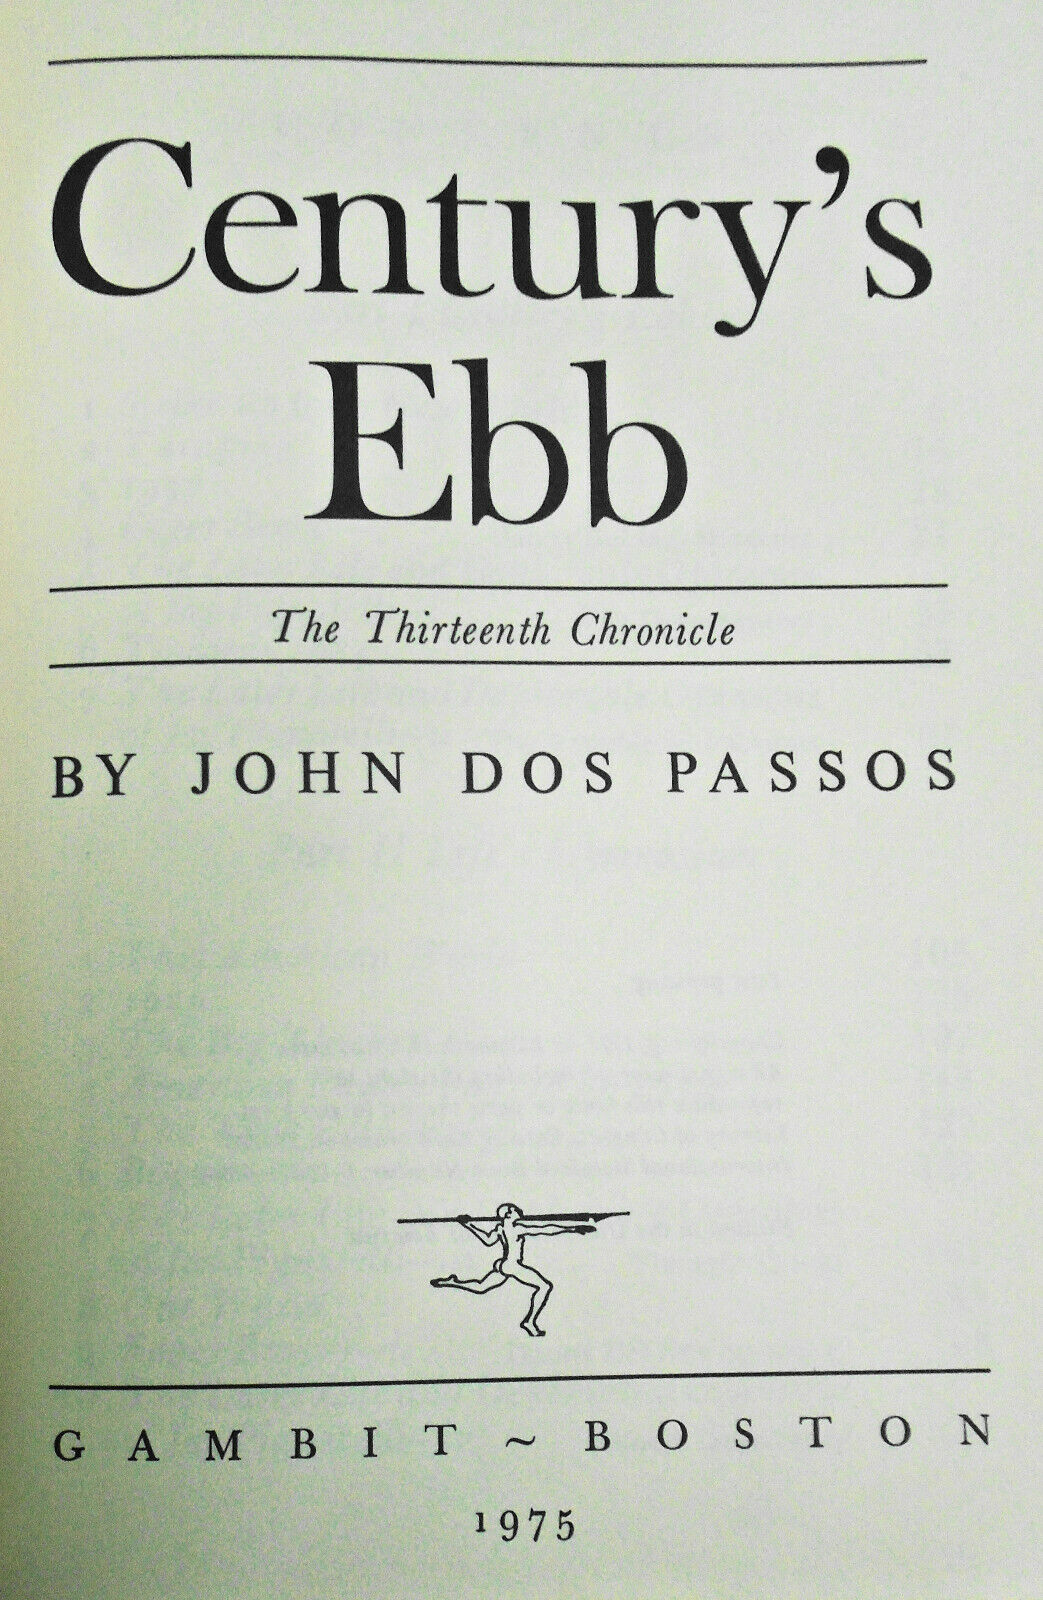 Century's
Ebb
The Thirteenth Chronicle
BY JOHN DOS PASSOS
GAMBIT ~ BOSTON
1975